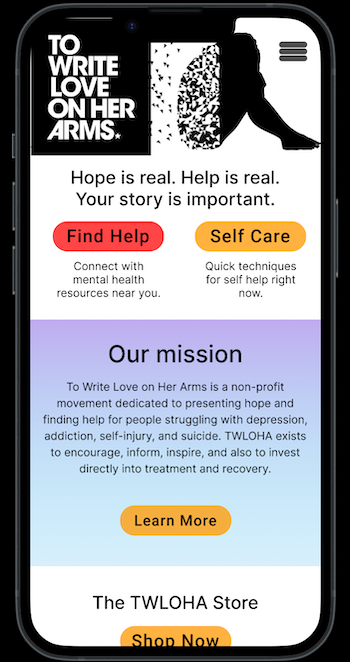 TO
WRITE
LOVE
ON HER
ARMS.
Hope is real. Help is real.
Your story is important.
Find Help
Self Care
Connect with
mental health
resources near you.
Quick techniques
for self help right
now.
Our mission
To Write Love on Her Arms is a non-profit
movement dedicated to presenting hope and
finding help for people struggling with depression,
addiction, self-injury, and suicide. TWLOHA exists
to encourage, inform, inspire, and also to invest
directly into treatment and recovery.
Learn More
The TWLOHA Store
Shop Now